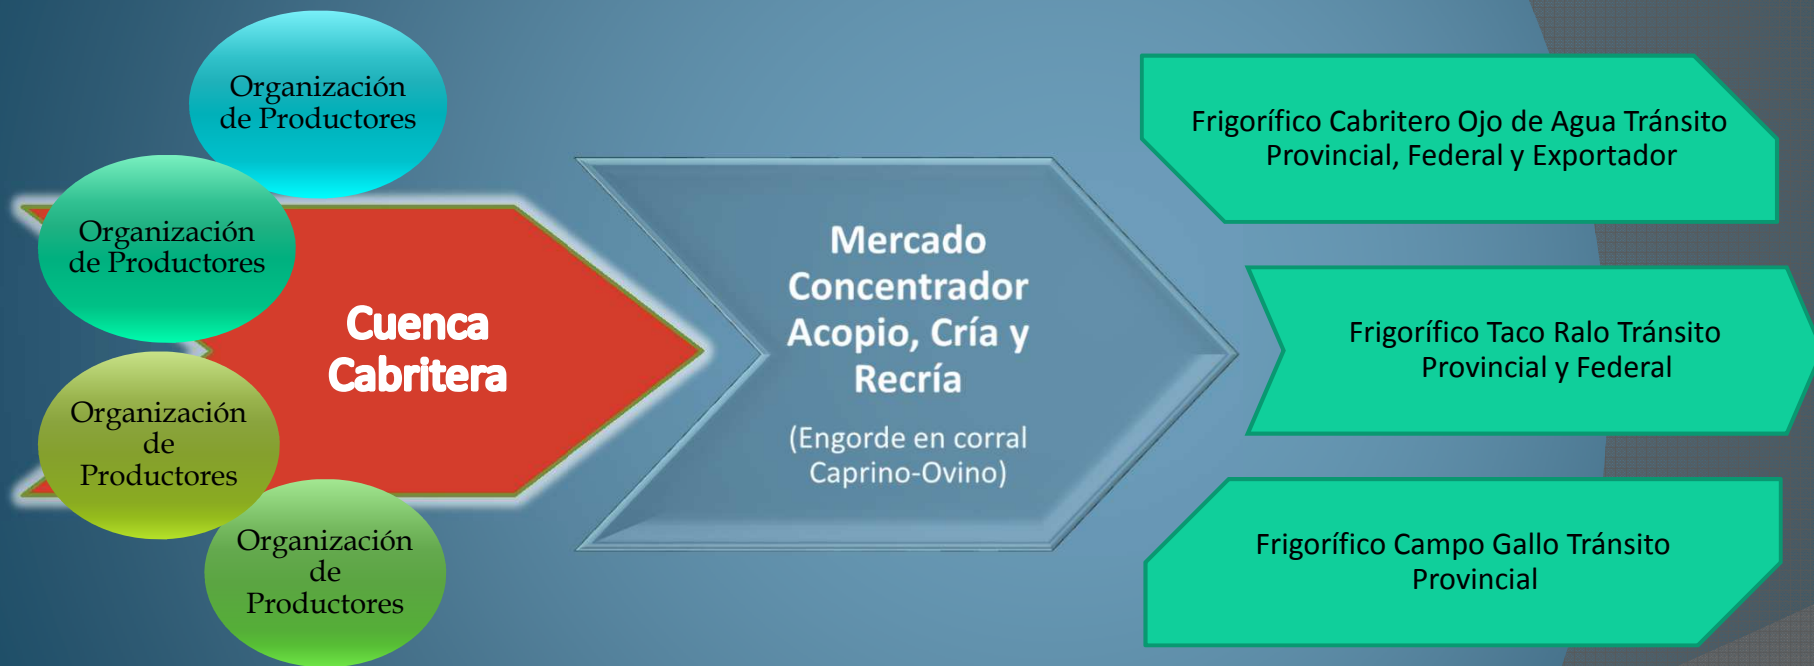 Organización
de Productores
Organización
de Productores
Organización
de
Productores
Organización
de
Productores
Cuenca
Cabritera
Mercado
Concentrador
Acopio, Cría y
Recría
(Engorde en corral
Caprino-Ovino)
Frigorífico Cabritero Ojo de Agua Tránsito
Provincial, Federal y Exportador
Frigorífico Taco Ralo Tránsito
Provincial y Federal
Frigorífico Campo Gallo Tránsito
Provincial